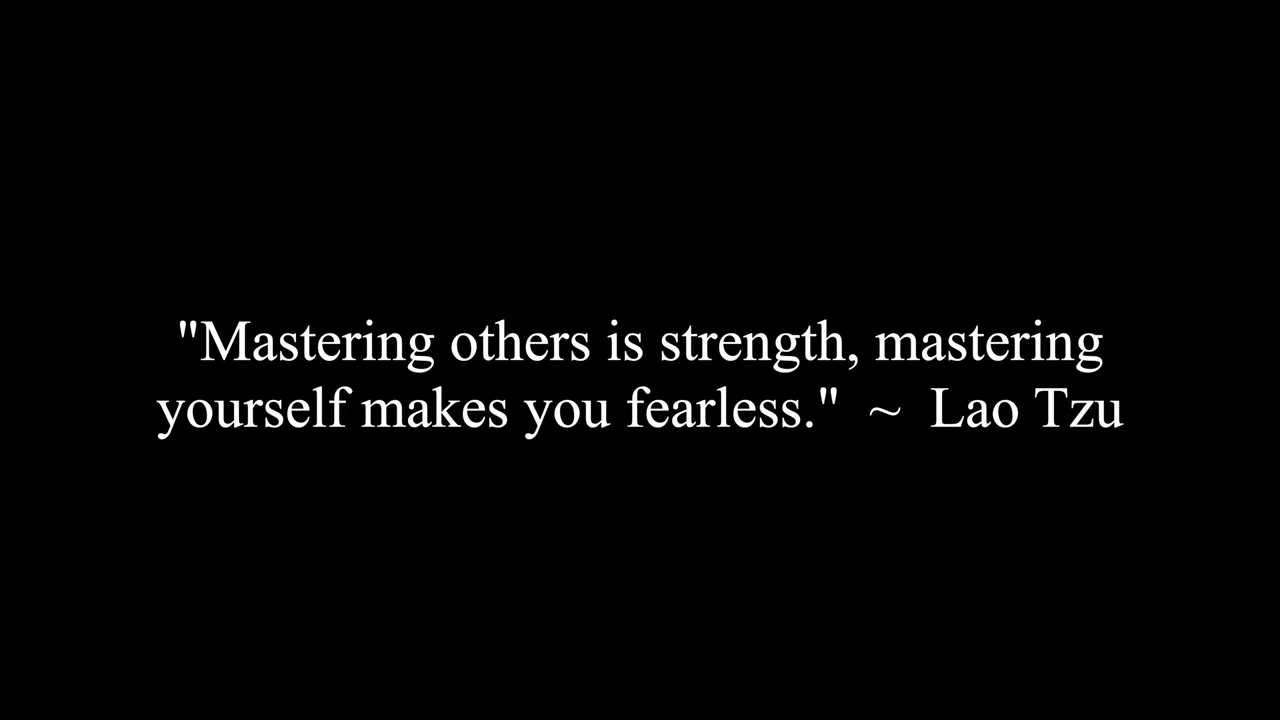 "Mastering others is strength, mastering
yourself makes you fearless." ~ Lao Tzu